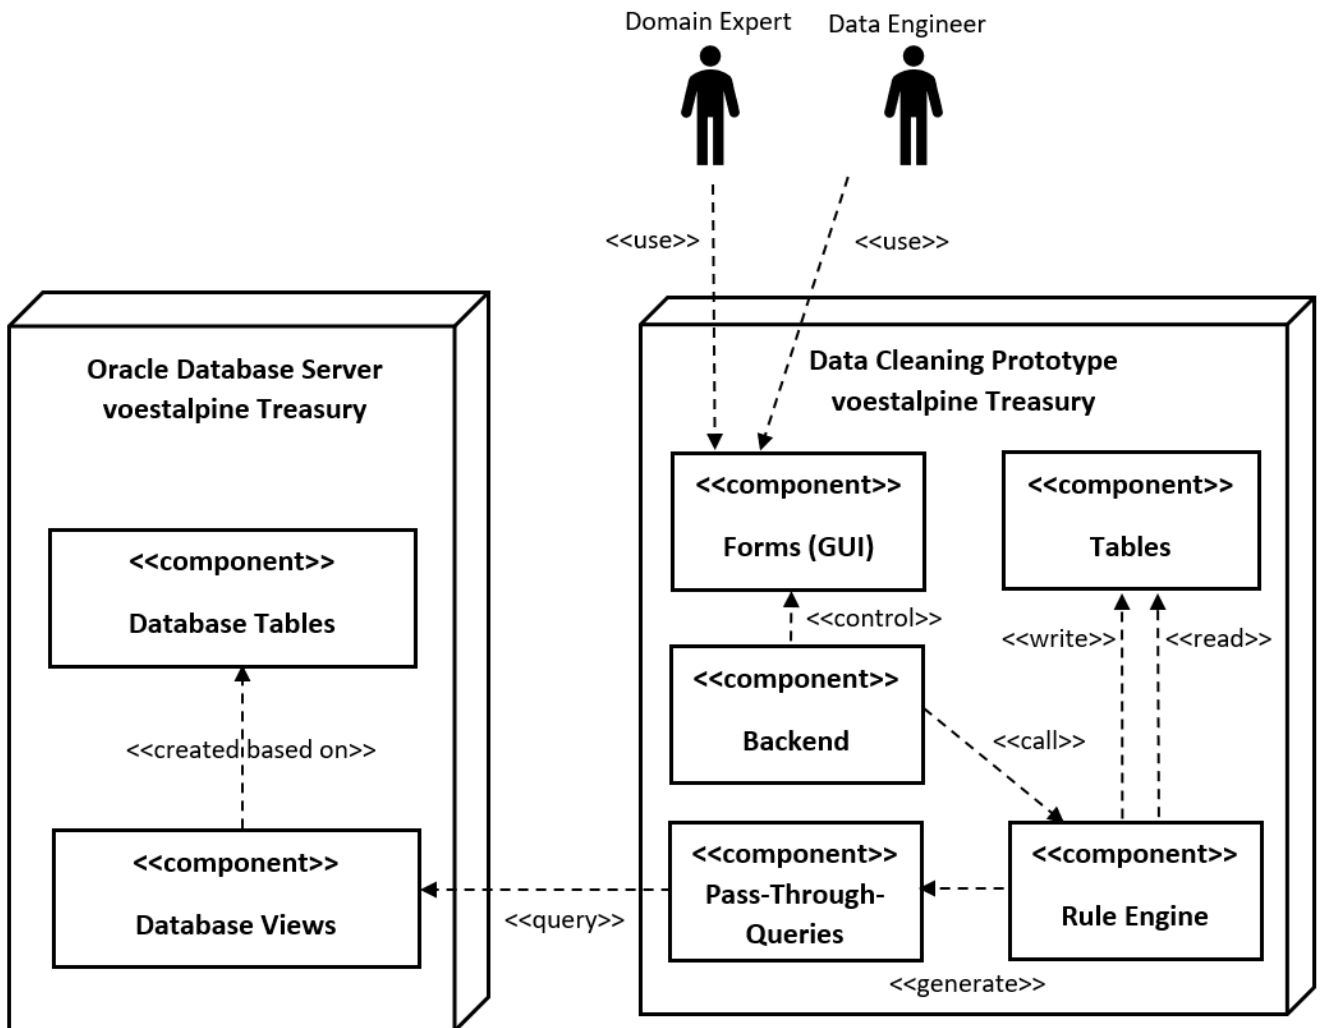 Domain Expert
Data Engineer
<<use>>
<<use>>
Oracle Database Server
voestalpine Treasury
<<component>>
Database Tables
<<created based on>>
<<component>>
Database Views
Data Cleaning Prototype
voestalpine Treasury
<<component>>
Forms (GUI)
<<component>>
Tables
<<control>>
<<write>>
<<read>>
<<component>>
Backend
<<call>>
<<component>>
Pass-Through-
Queries
<<component>>
Rule Engine
<<query>>
<<generate>>